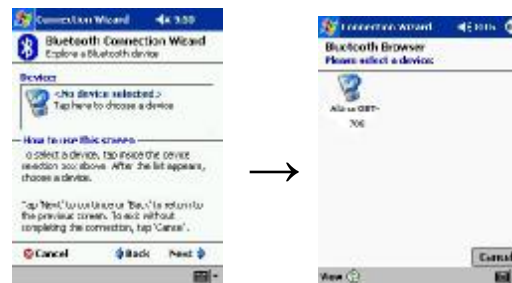 Connection Wizard 9:30
Bluetooth Connection Wizard
Explore a Bluetooth device
Device:
<No device selected>
Tap here to choose a device
How to use this screen
To select a device, tap inside the device
selection box above. After the list appears,
choose a device.
Tap 'Next' to continue or 'Back' to return to
the previous screen. To exit without
completing the connection, tap 'Cancel'.
Cancel Back Next
→
Connection Wizard
Bluetooth Browser
Please select a device:
700
Cancel
View